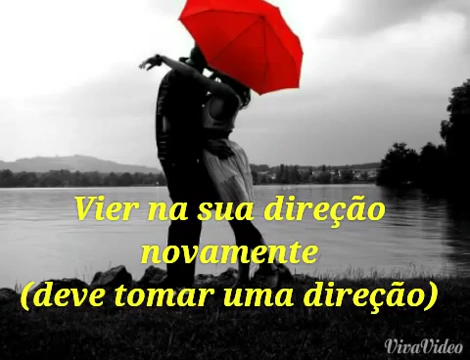 Vier na sua direção
novamente
(deve tomar uma direção)
VivaVideo